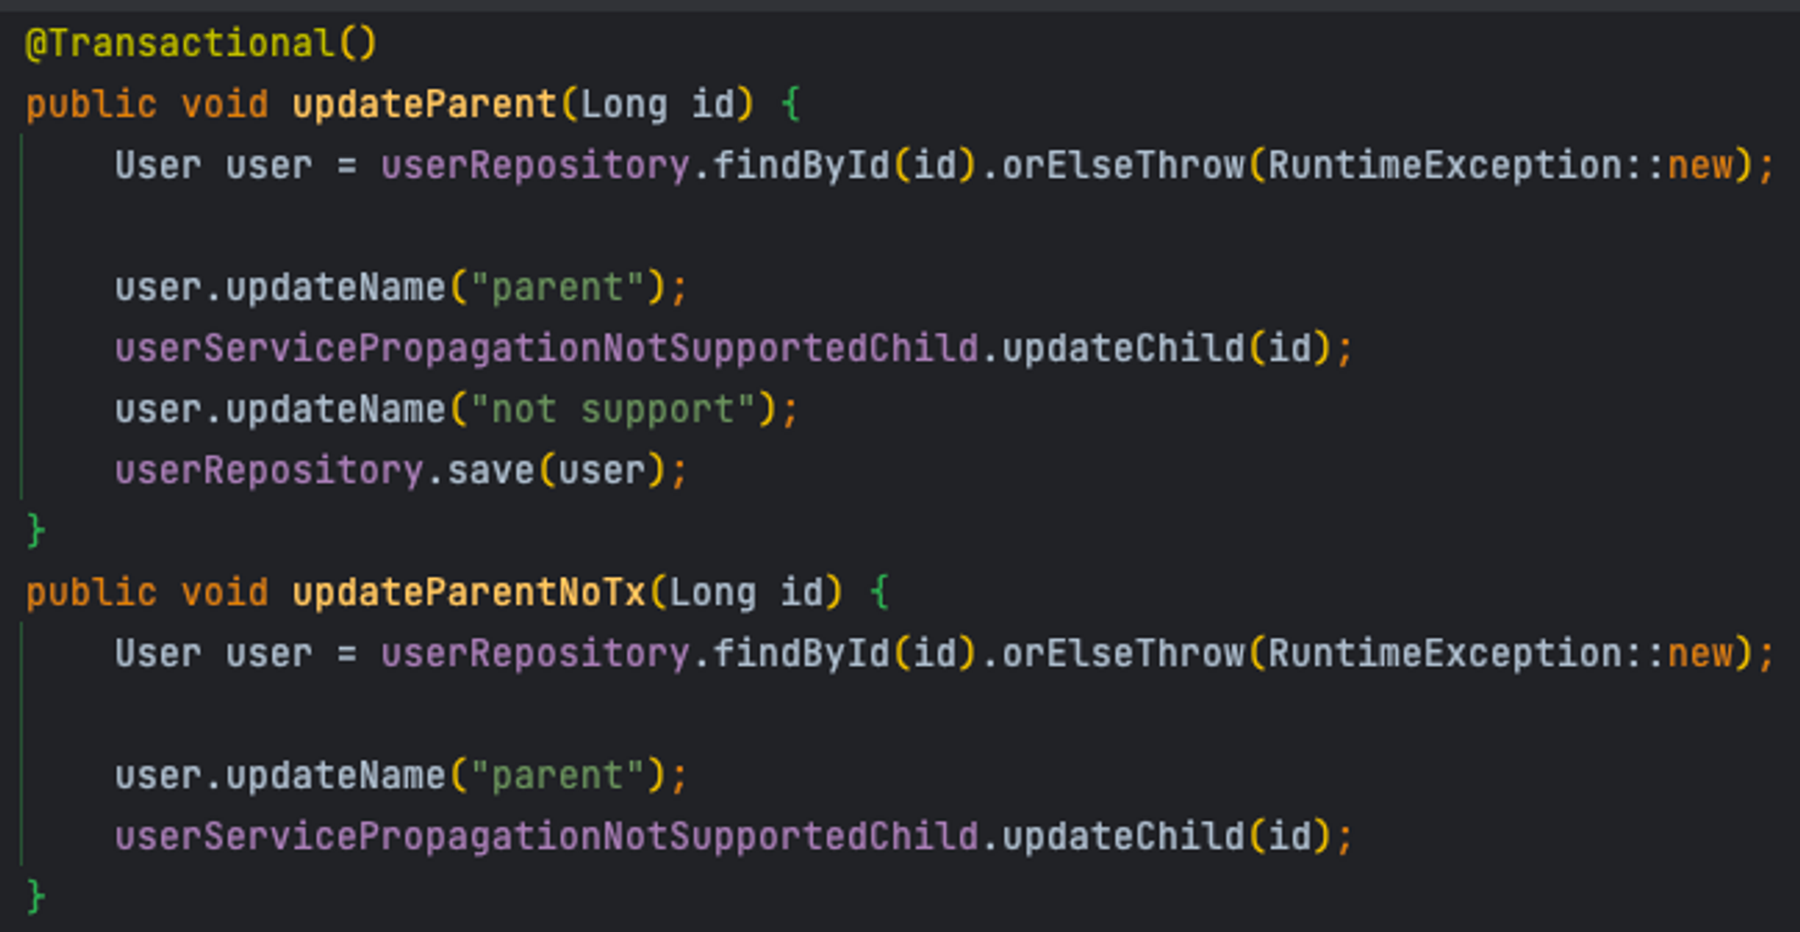 @Transactional()
public void updateParent(Long id) {
    User user = userRepository.findById(id).orElseThrow(RuntimeException::new);
    user.updateName("parent");
    userServicePropagationNotSupportedChild.updateChild(id);
    user.updateName("not support");
    userRepository.save(user);
}
public void updateParentNoTx(Long id) {
    User user = userRepository.findById(id).orElseThrow(RuntimeException::new);
    user.updateName("parent");
    userServicePropagationNotSupportedChild.updateChild(id);
}